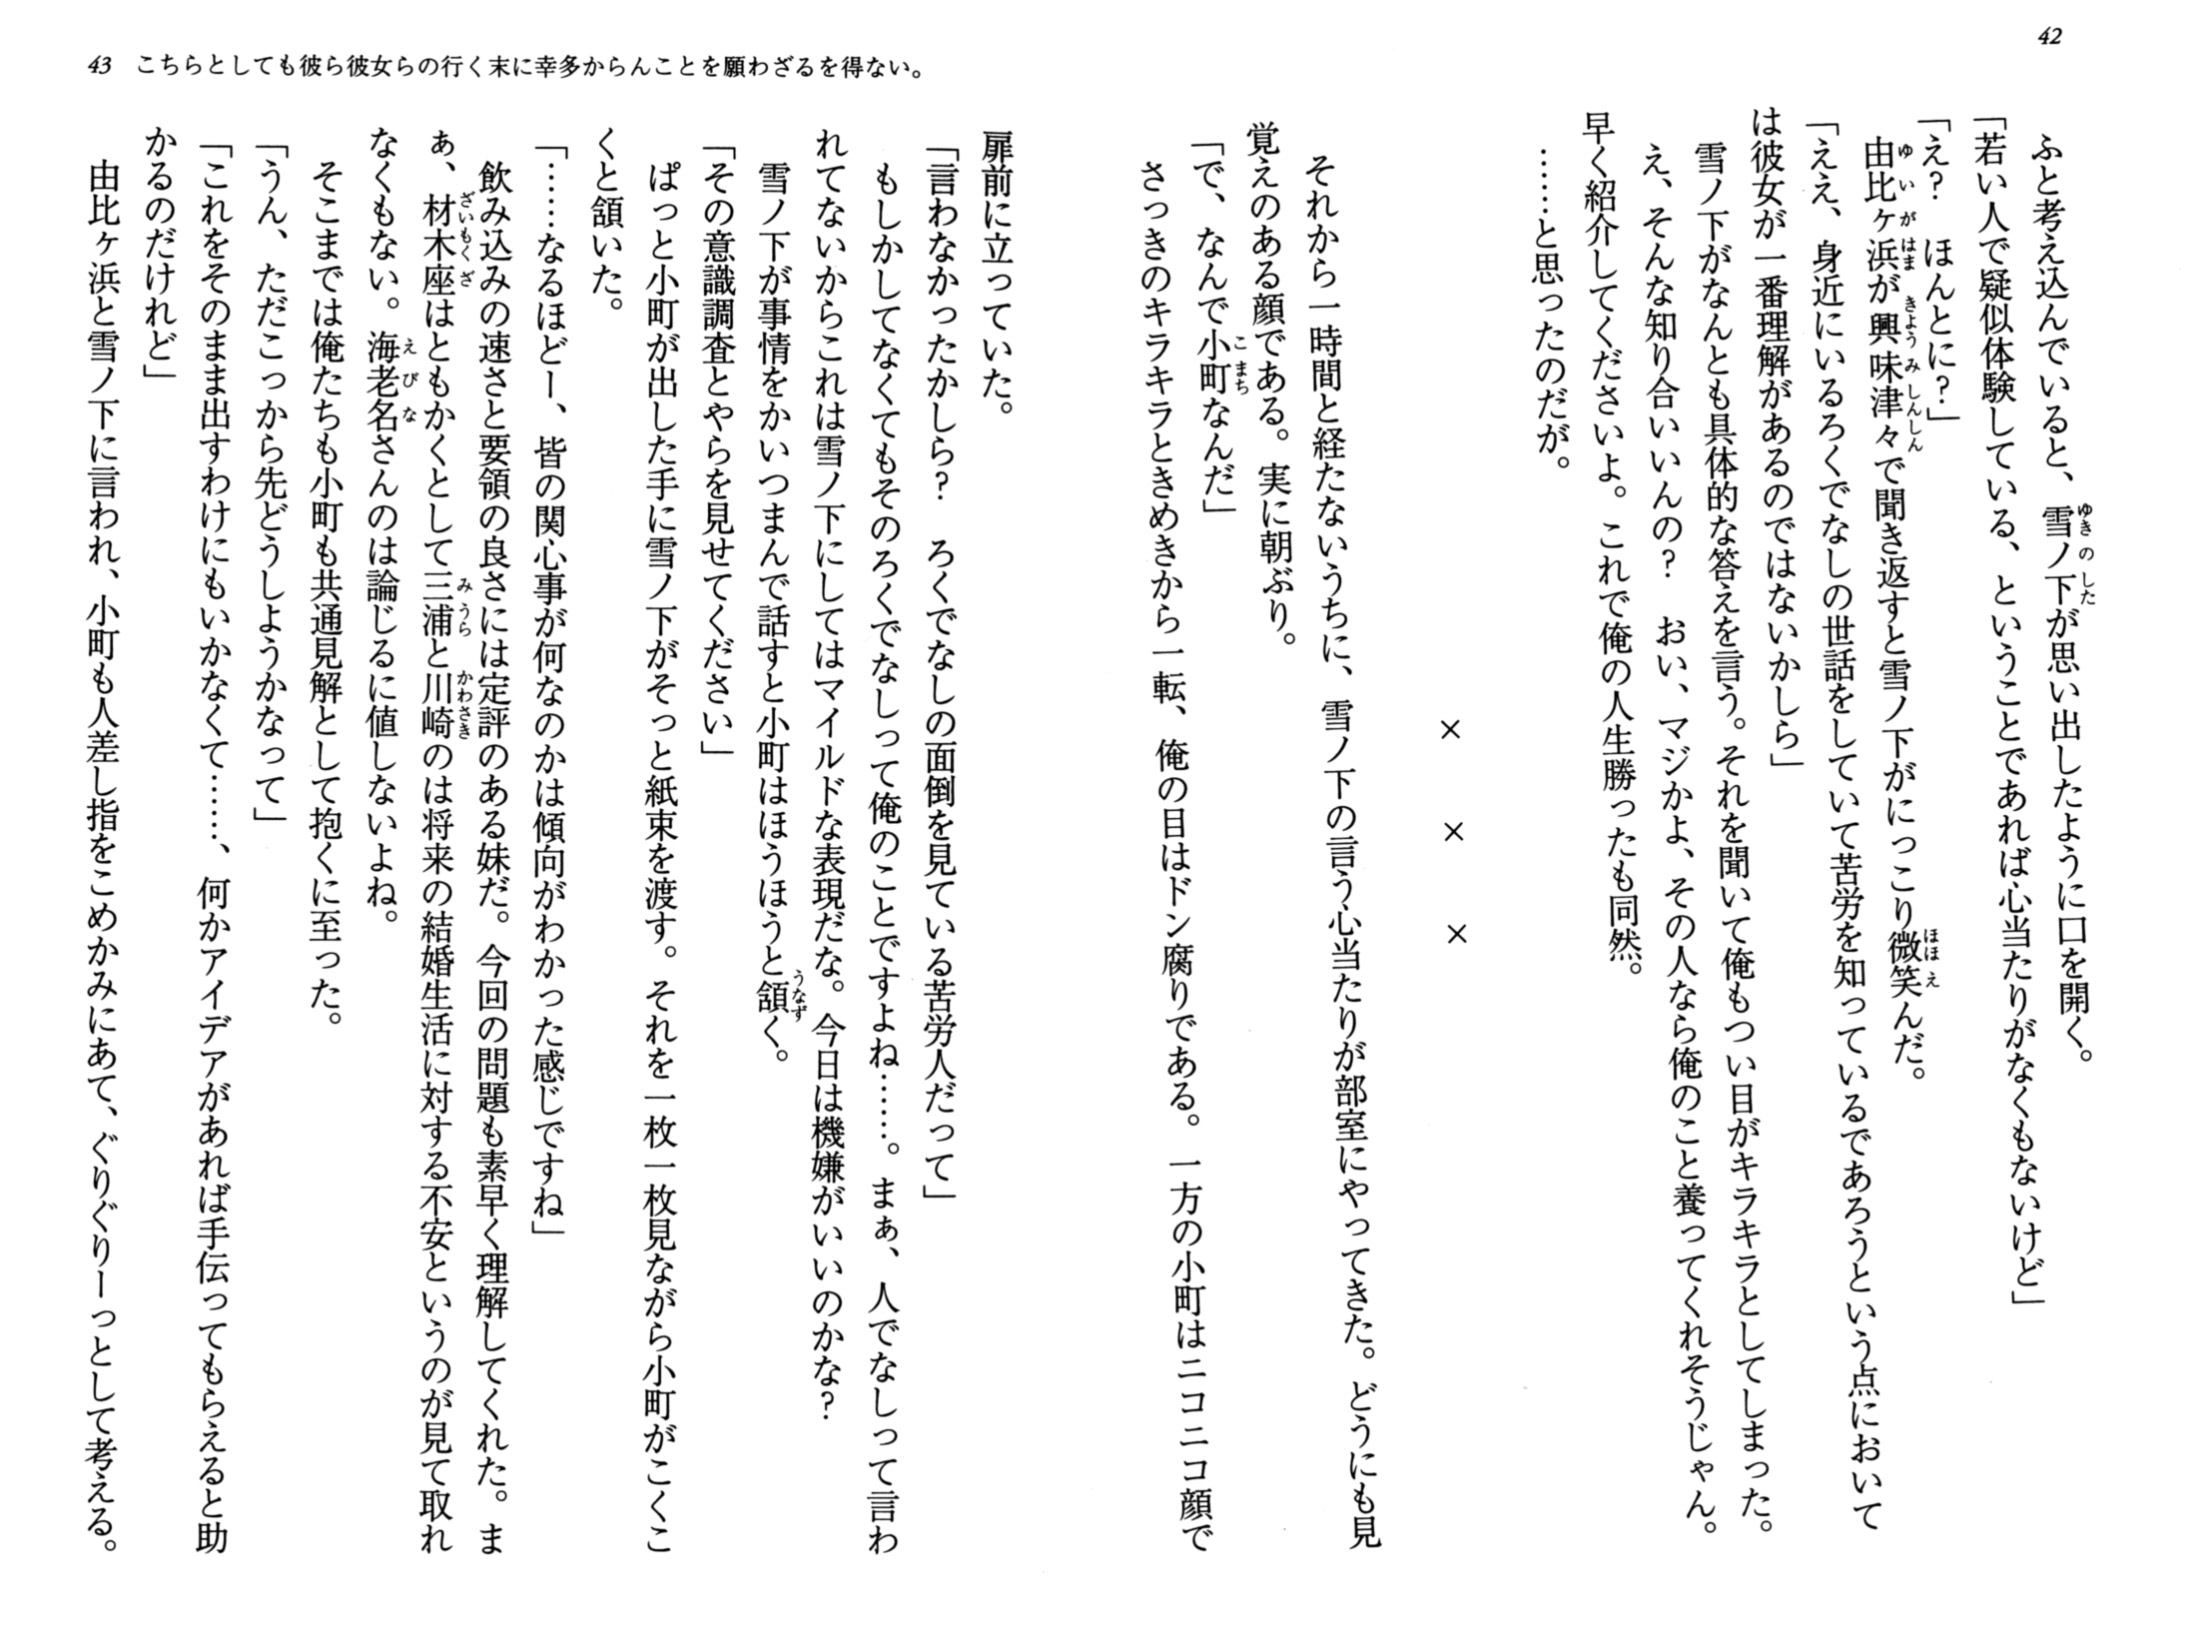 42
ふと考え込んでいると、雪ノ下が思い出したように口を開く。
「若い人で疑似体験している、ということであれば心当たりがなくもないけど」
「え？　ほんとに？」
由比ヶ浜が興味津々で聞き返すと雪ノ下がにっこり微笑んだ。
「ええ、身近にいるろくでなしの世話をしていて苦労を知っているであろうという点において
は彼女が一番理解があるのではないかしら」
雪ノ下がなんとも具体的な答えを言う。それを聞いて俺もつい目がキラキラとしてしまった。
え、そんな知り合いいんの？　おい、マジかよ、その人なら俺のこと養ってくれそうじゃん。
早く紹介してくださいよ。これで俺の人生勝ったも同然。
……と思ったのだが。
×　×　×
それから一時間と経たないうちに、雪ノ下の言う心当たりが部室にやってきた。どうにも見
覚えのある顔である。実に朝ぶり。
「で、なんで小町なんだ」
さっきのキラキラときめきから一転、俺の目はドン腐りである。一方の小町はニコニコ顔で
43　こちらとしても彼ら彼女らの行く末に幸多からんことを願わざるを得ない。
扉前に立っていた。
「言わなかったかしら？　ろくでなしの面倒を見ている苦労人だって」
もしかしてなくてもそのろくでなしって俺のことですよね……。まぁ、人でなしって言わ
れてないからこれは雪ノ下にしてはマイルドな表現だな。今日は機嫌がいいのかな？
雪ノ下が事情をかいつまんで話すと小町はほうほうと頷く。
「その意識調査とやらを見せてください」
ぱっと小町が出した手に雪ノ下がそっと紙束を渡す。それを一枚一枚見ながら小町がこくこ
くと頷いた。
「……なるほどー、皆の関心事が何なのかは傾向がわかった感じですね」
飲み込みの速さと要領の良さには定評のある妹だ。今回の問題も素早く理解してくれた。ま
ぁ、材木座はともかくとして三浦と川崎のは将来の結婚生活に対する不安というのが見て取れ
なくもない。海老名さんのは論じるに値しないよね。
そこまでは俺たちも小町も共通見解として抱くに至った。
「うん、ただこっから先どうしようかなって」
「これをそのまま出すわけにもいかなくて……、何かアイデアがあれば手伝ってもらえると助
かるのだけれど」
由比ヶ浜と雪ノ下に言われ、小町も人差し指をこめかみにあて、ぐりぐりーっとして考える。